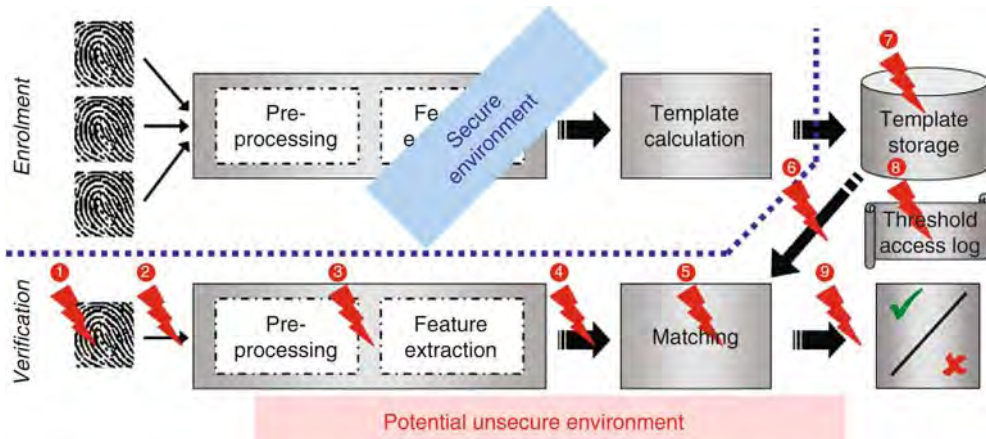 Enrolment
Pre-
processing
Fe
e
Secure
environment
Template
calculation
7
Template
storage
6
8
Threshold
access log
Verification
1
2
3
4
5
9
Pre-
processing
Feature
extraction
Matching
Potential unsecure environment